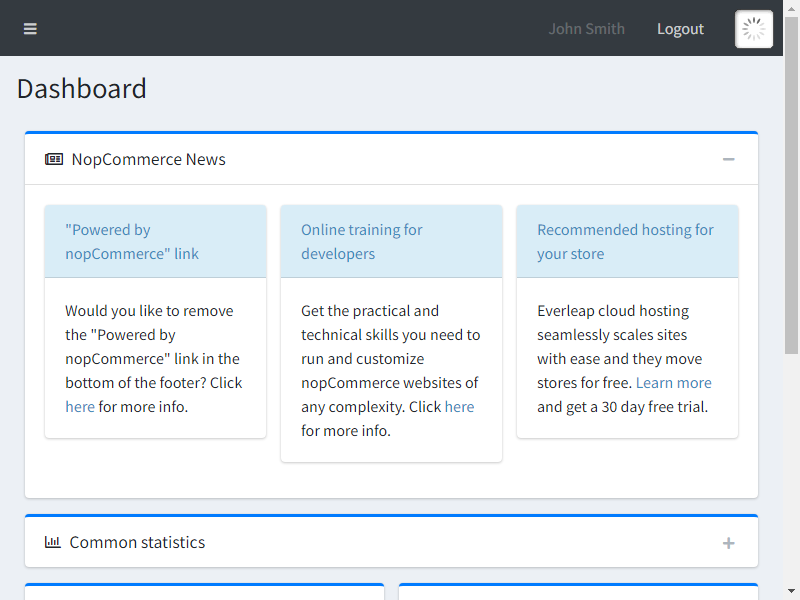 John Smith Logout
Dashboard
NopCommerce News
"Powered by
nopCommerce" link
Would you like to remove
the "Powered by
nopCommerce" link in the
bottom of the footer? Click
here for more info.
Online training for
developers
Get the practical and
technical skills you need to
run and customize
nopCommerce websites of
any complexity. Click here
for more info.
Recommended hosting for
your store
Everleap cloud hosting
seamlessly scales sites
with ease and they move
stores for free. Learn more
and get a 30 day free trial.
Common statistics